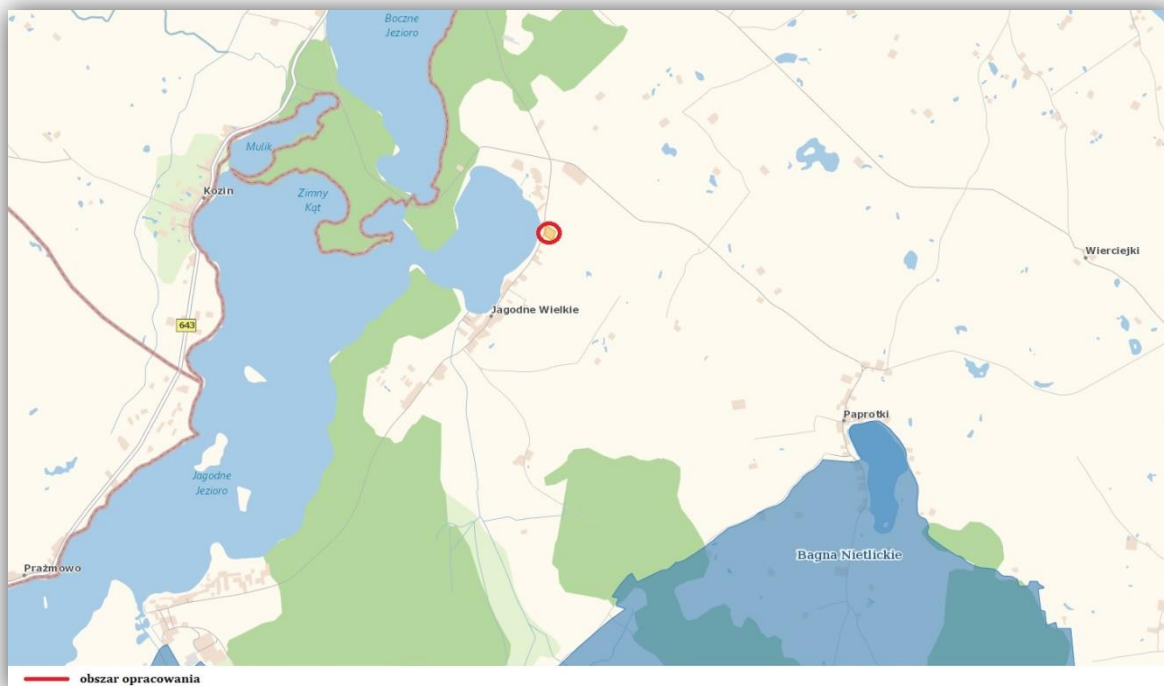 Boczne
Jezioro
Mulik
Kozin
Zimny
Kąt
Wierciejki
Jagodne Wielkie
643
Paprotki
Jagodne
Jezioro
Bagna Nietlickie
Prażmowo
obszar opracowania